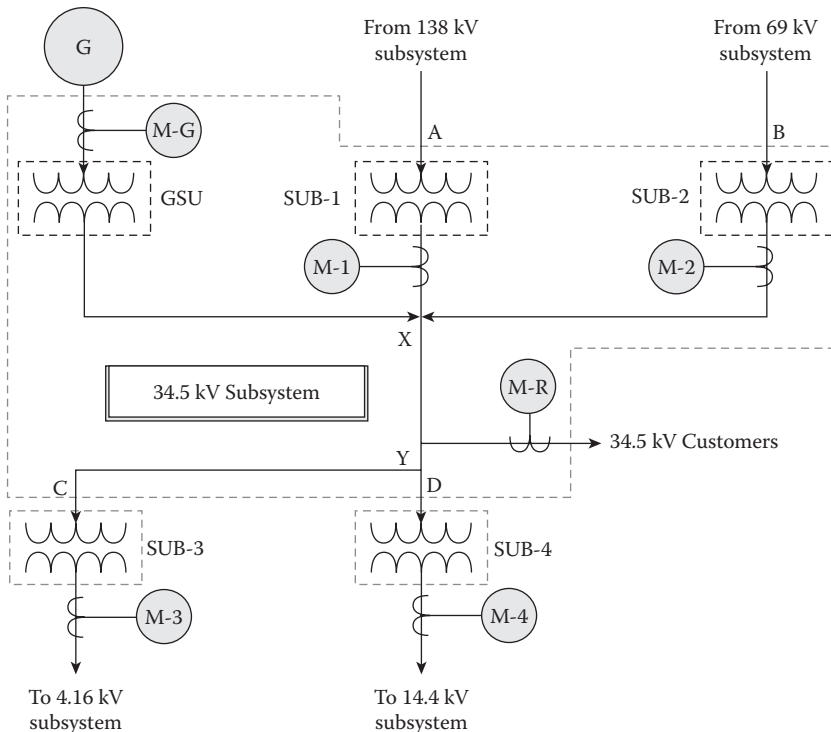 G
From 138 kV
subsystem
From 69 kV
subsystem
M-G
A
B
GSU
SUB-1
SUB-2
M-1
M-2
X
34.5 kV Subsystem
M-R
34.5 kV Customers
Y
C
D
SUB-3
SUB-4
M-3
M-4
To 4.16 kV
subsystem
To 14.4 kV
subsystem